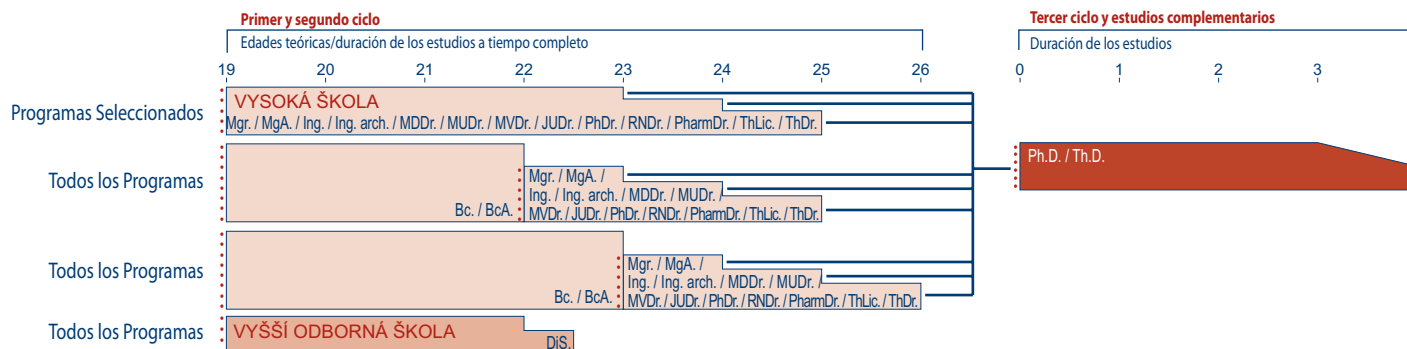 Primer y segundo ciclo
Edades teóricas/duración de los estudios a tiempo completo
19 20 21 22 23 24 25 26
Tercer ciclo y estudios complementarios
Duración de los estudios
0 1 2 3
Programas Seleccionados
VYSOKÁ ŠKOLA
Mgr. / MgA. / Ing. / Ing. arch. / MDDr. / MUDr. / MVDr. / JUDr. / PhDr. / RNDr. / PharmDr. / ThLic. / ThDr.
Todos los Programas
Bc. / BcA.
Mgr. / MgA. /
Ing. / Ing. arch. / MDDr. / MUDr. /
MVDr. / JUDr. / PhDr. / RNDr. / PharmDr. / ThLic. / ThDr.
Ph.D. / Th.D.
Todos los Programas
Bc. / BcA.
Mgr. / MgA. /
Ing. / Ing. arch. / MDDr. / MUDr. /
MVDr. / JUDr. / PhDr. / RNDr. / PharmDr. / ThLic. / ThDr.
Todos los Programas
VYŠŠÍ ODBORNÁ ŠKOLA
DiS.